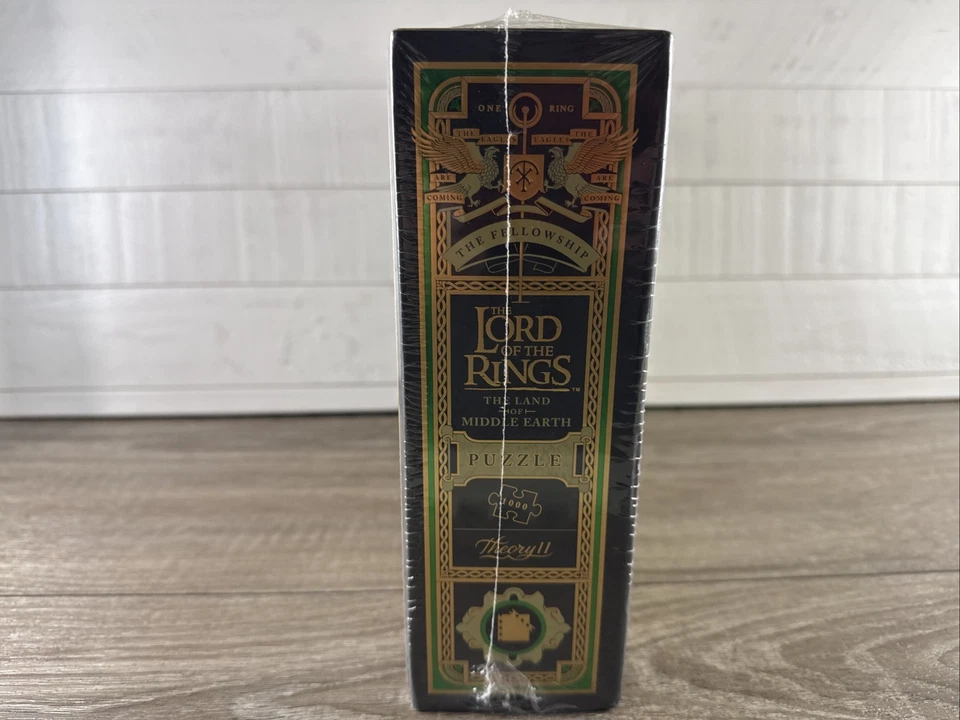 ONE RING
THE EAGLES EAGLES THE
ARE ARE
COMING COMING
THE FELLOWSHIP
THE
LORD
OF THE
RINGS™
THE LAND
OF
MIDDLE EARTH
PUZZLE
1000
Theory11